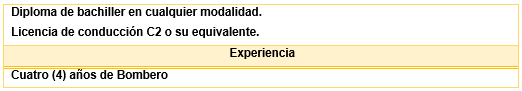 Diploma de bachiller en cualquier modalidad.
Licencia de conducción C2 o su equivalente.
Experiencia
Cuatro (4) años de Bombero